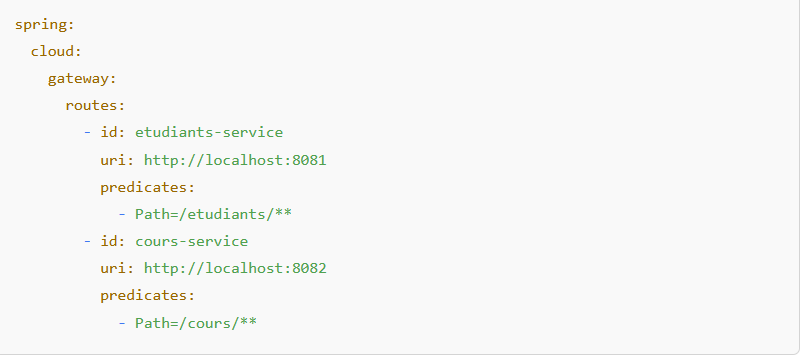 spring:
  cloud:
    gateway:
      routes:
        - id: etudiants-service
          uri: http://localhost:8081
          predicates:
            - Path=/etudiants/**
        - id: cours-service
          uri: http://localhost:8082
          predicates:
            - Path=/cours/**